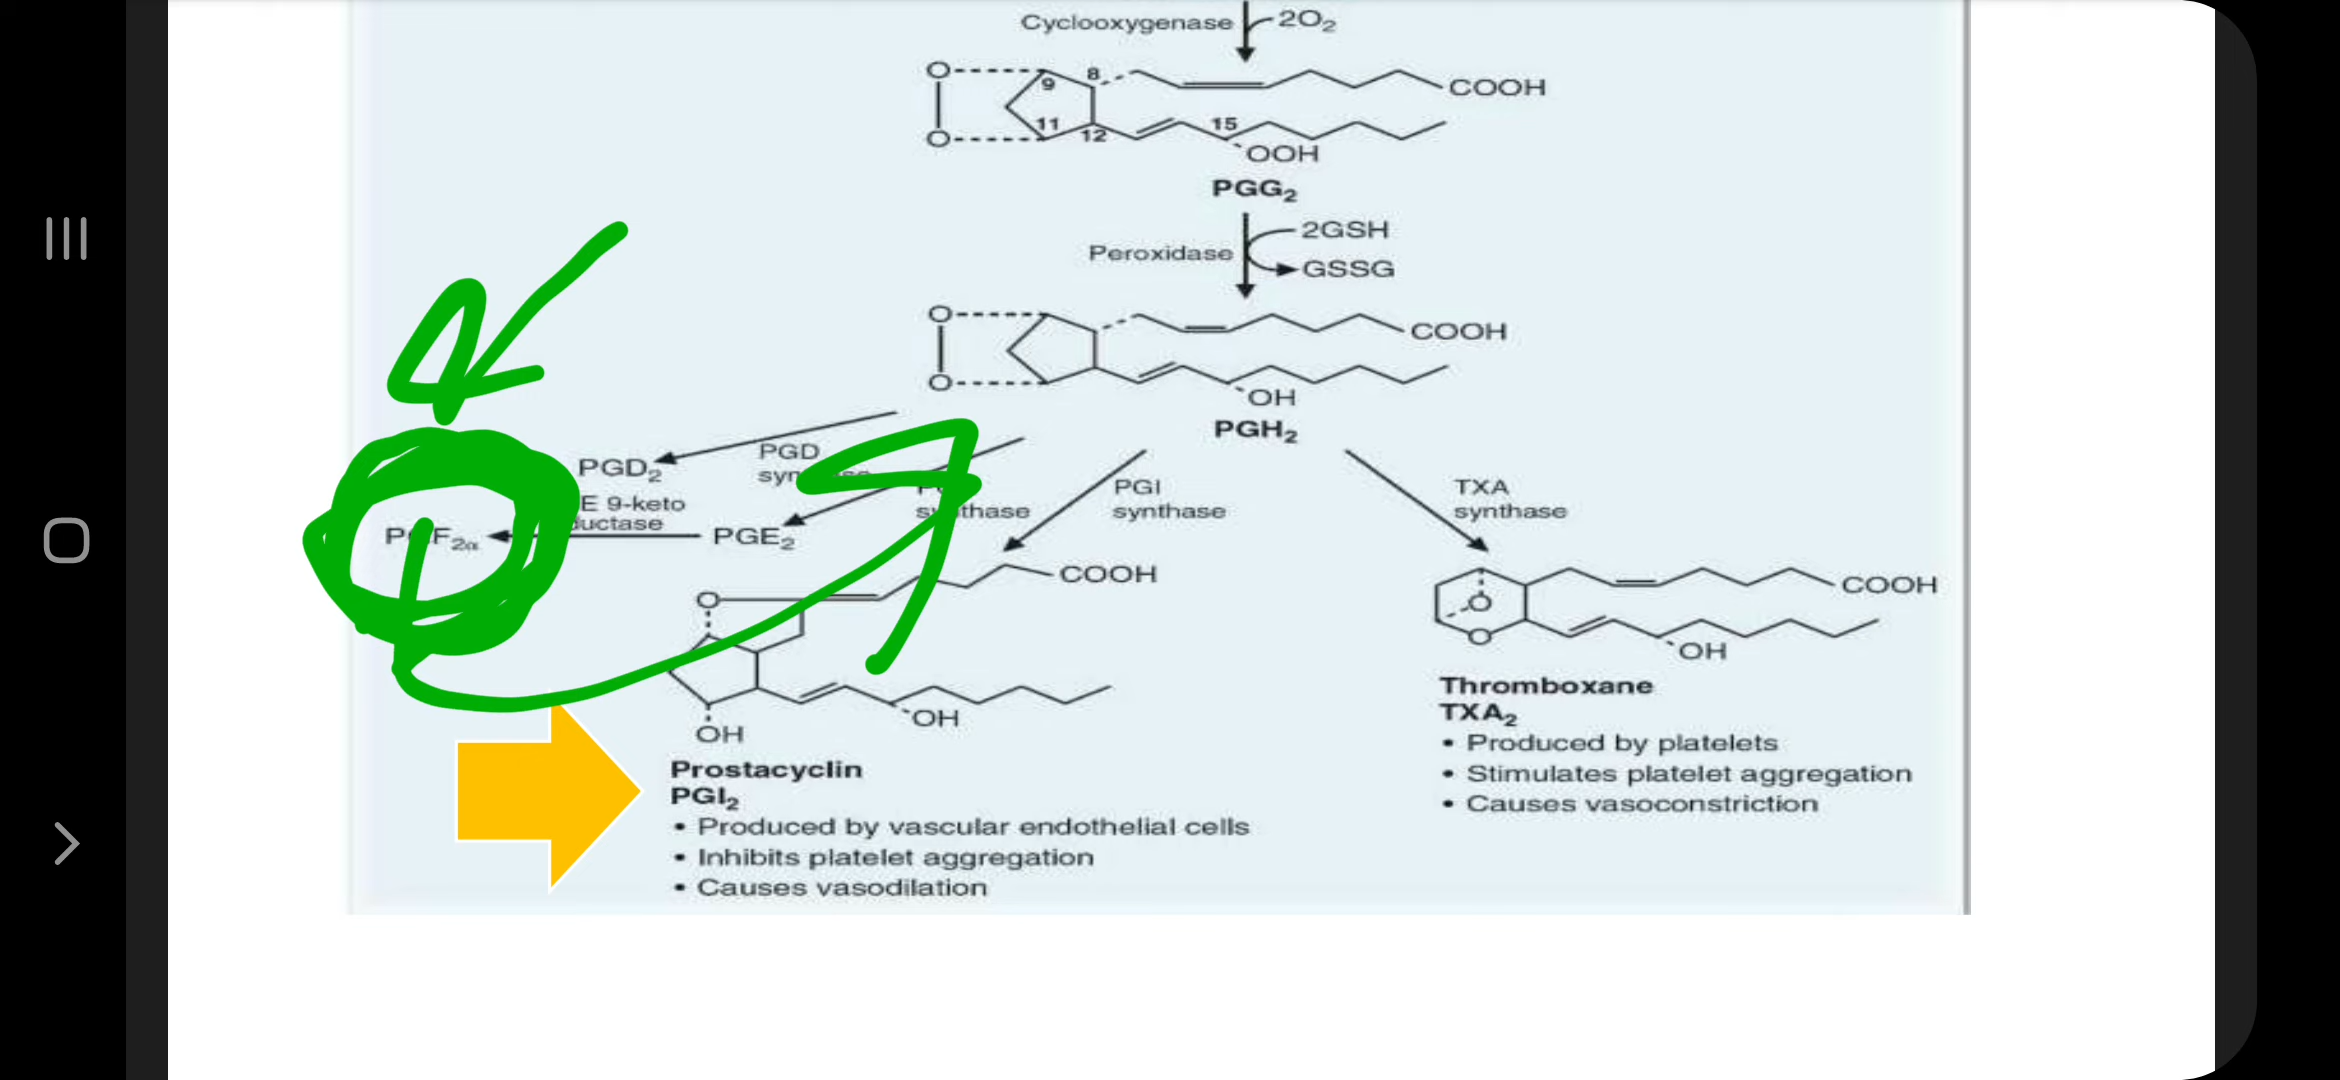 Cyclooxygenase 2O₂
O 9 8 COOH
O 11 12 15
OOH
PGG₂
2GSH
Peroxidase
GSSG
O COOH
O OH
PGH₂
PGD₂ PGD
E 9-keto
PGE₂
PGI
synthase
TXA
synthase
O COOH
OH
OH
O COOH
O
OH
Prostacyclin
PGI₂
• Produced by vascular endothelial cells
• Inhibits platelet aggregation
• Causes vasodilation
Thromboxane
TXA₂
• Produced by platelets
• Stimulates platelet aggregation
• Causes vasoconstriction